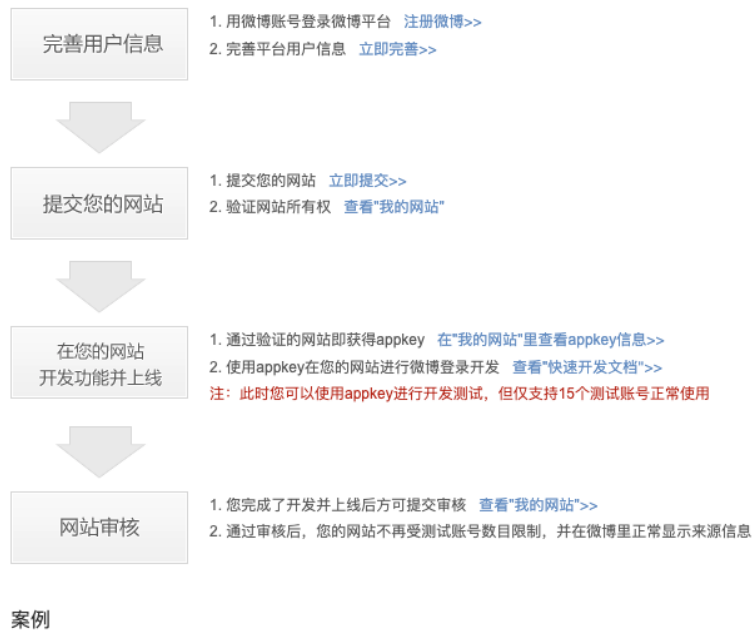 完善用户信息
1. 用微博账号登录微博平台 注册微博>>
2. 完善平台用户信息 立即完善>>
提交您的网站
1. 提交您的网站 立即提交>>
2. 验证网站所有权 查看"我的网站"
在您的网站
开发功能并上线
1. 通过验证的网站即获得appkey 在"我的网站"里查看appkey信息>>
2. 使用appkey在您的网站进行微博登录开发 查看"快速开发文档">>
注：此时您可以使用appkey进行开发测试，但仅支持15个测试账号正常使用
网站审核
1. 您完成了开发并上线后方可提交审核 查看"我的网站">>
2. 通过审核后，您的网站不再受测试账号数目限制，并在微博里正常显示来源信息
案例